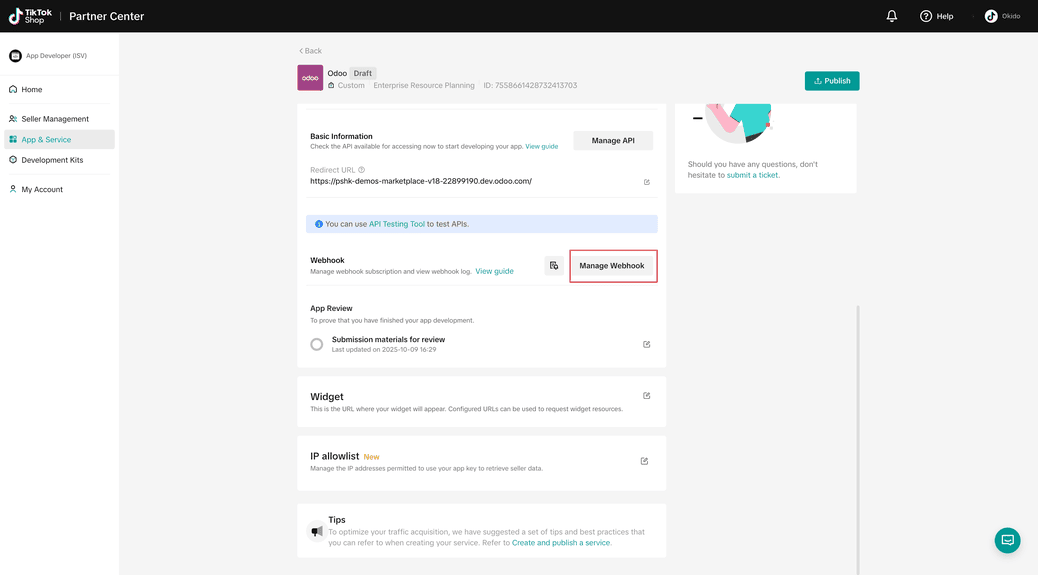 TikTok
Shop
Partner Center
Help
Okido
App Developer (ISV)
Home
Seller Management
App & Service
Development Kits
My Account
Back
odoo
Odoo
Draft
Custom
Enterprise Resource Planning
ID: 7558661428732413703
Publish
Basic Information
Check the API available for accessing now to start developing your app. View guide
Manage API
Redirect URL
https://pshk-demos-marketplace-v18-22899190.dev.odoo.com/
You can use API Testing Tool to test APIs.
Webhook
Manage webhook subscription and view webhook log. View guide
Manage Webhook
App Review
To prove that you have finished your app development.
Submission materials for review
Last updated on 2025-10-09 16:29
Widget
This is the URL where your widget will appear. Configured URLs can be used to request widget resources.
IP allowlist New
Manage the IP addresses permitted to use your app key to retrieve seller data.
Tips
To optimize your traffic acquisition, we have suggested a set of tips and best practices that
you can refer to when creating your service. Refer to Create and publish a service.
Should you have any questions, don't
hesitate to submit a ticket.